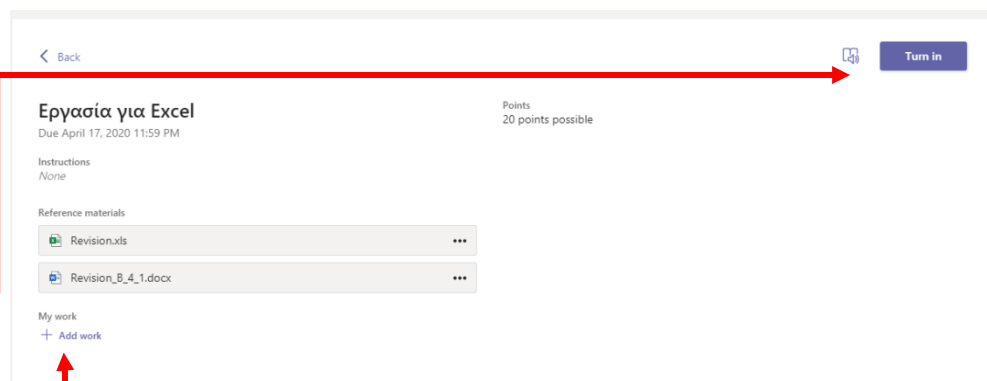 Back
Turn in
Εργασία για Excel
Due April 17, 2020 11:59 PM
Points
20 points possible
Instructions
None
Reference materials
Revision.xls
Revision_B_4_1.docx
My work
+ Add work